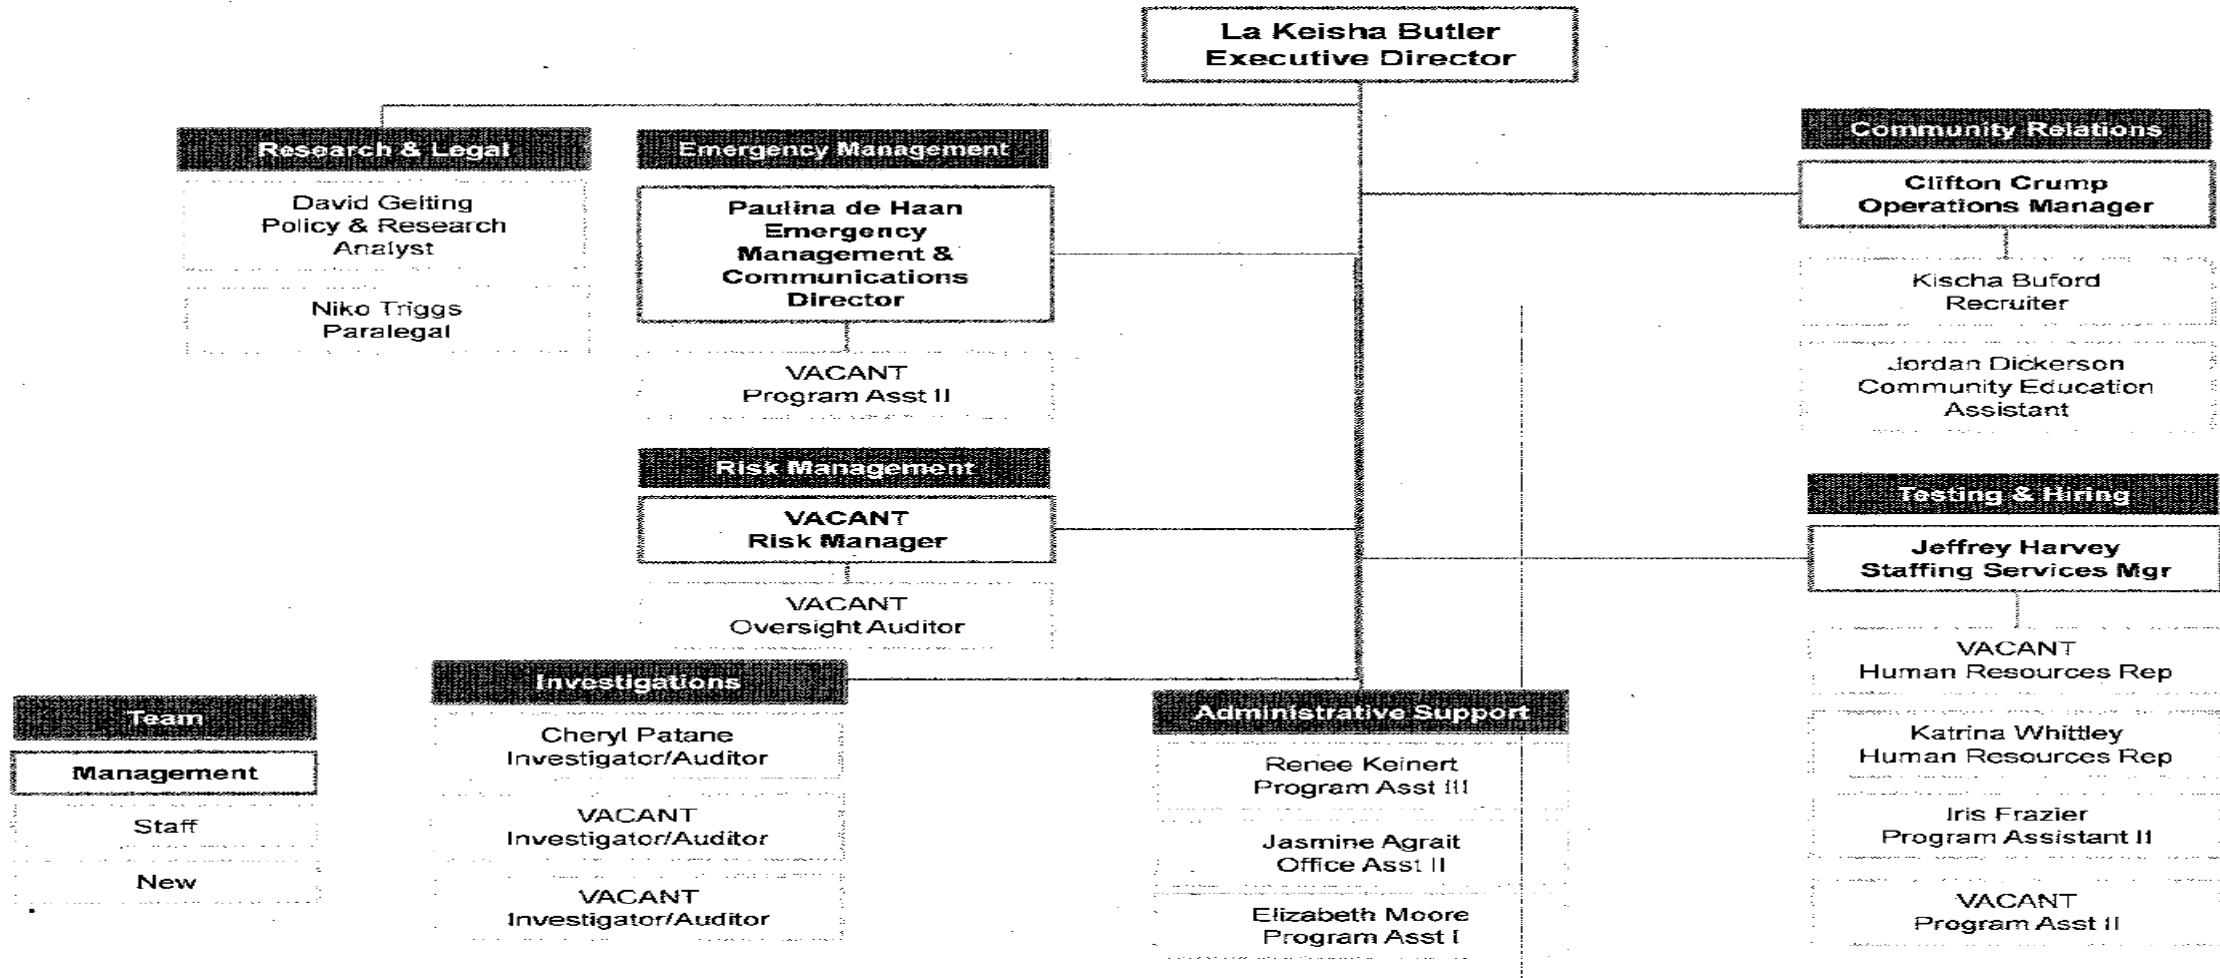 La Keisha Butler
Executive Director
Research & Legal
David Gelting
Policy & Research
Analyst
Niko Triggs
Paralegal
Emergency Management
Paulina de Haan
Emergency
Management &
Communications
Director
VACANT
Program Asst II
Risk Management
VACANT
Risk Manager
VACANT
Oversight Auditor
Community Relations
Clifton Crump
Operations Manager
Kischa Buford
Recruiter
Jordan Dickerson
Community Education
Assistant
Testing & Hiring
Jeffrey Harvey
Staffing Services Mgr
VACANT
Human Resources Rep
Katrina Whittley
Human Resources Rep
Iris Frazier
Program Assistant II
VACANT
Program Asst II
Team
Management
Staff
New
Investigations
Cheryl Patane
Investigator/Auditor
VACANT
Investigator/Auditor
VACANT
Investigator/Auditor
Administrative Support
Renee Keinert
Program Asst III
Jasmine Agrait
Office Asst II
Elizabeth Moore
Program Asst I